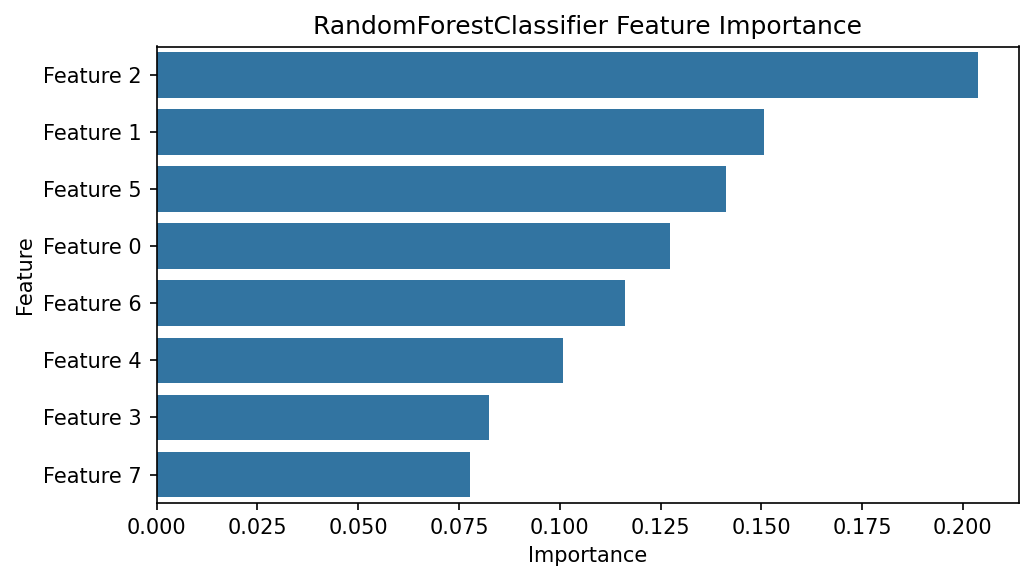 RandomForestClassifier Feature Importance
Feature 2
Feature 1
Feature 5
Feature 0
Feature 6
Feature 4
Feature 3
Feature 7
Feature
0.000 0.025 0.050 0.075 0.100 0.125 0.150 0.175 0.200
Importance